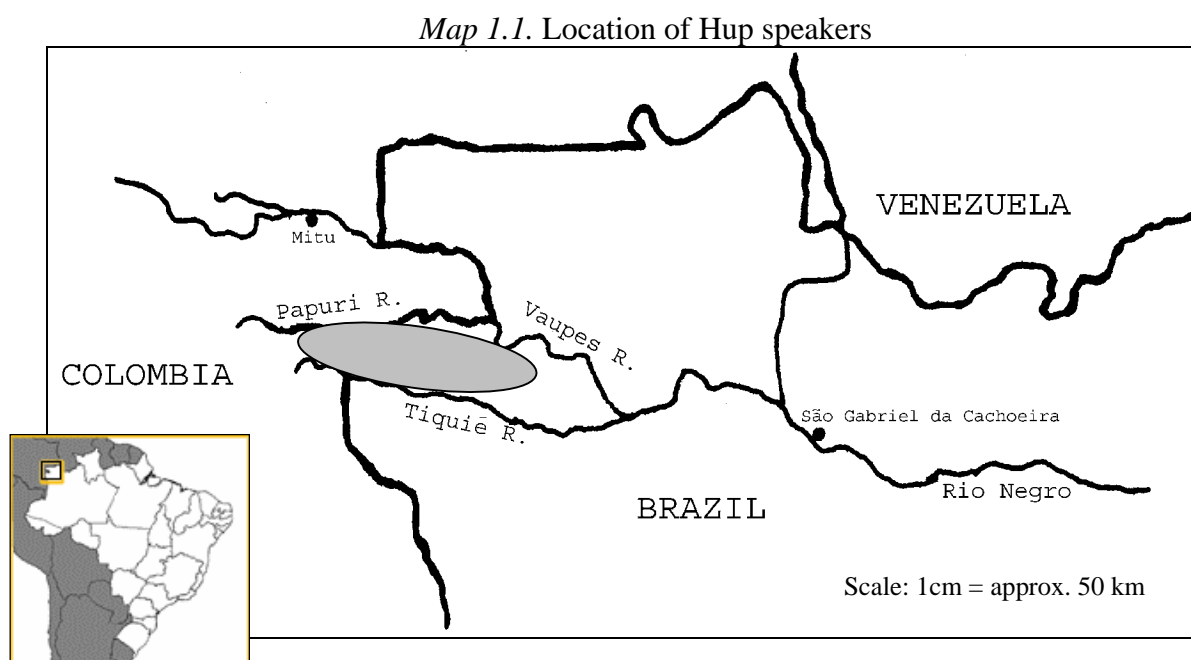 Map 1.1. Location of Hup speakers
VENEZUELA
Mitu
Papuri R.
Vaupes R.
COLOMBIA
Tiquié R.
São Gabriel da Cachoeira
Rio Negro
BRAZIL
Scale: 1cm = approx. 50 km